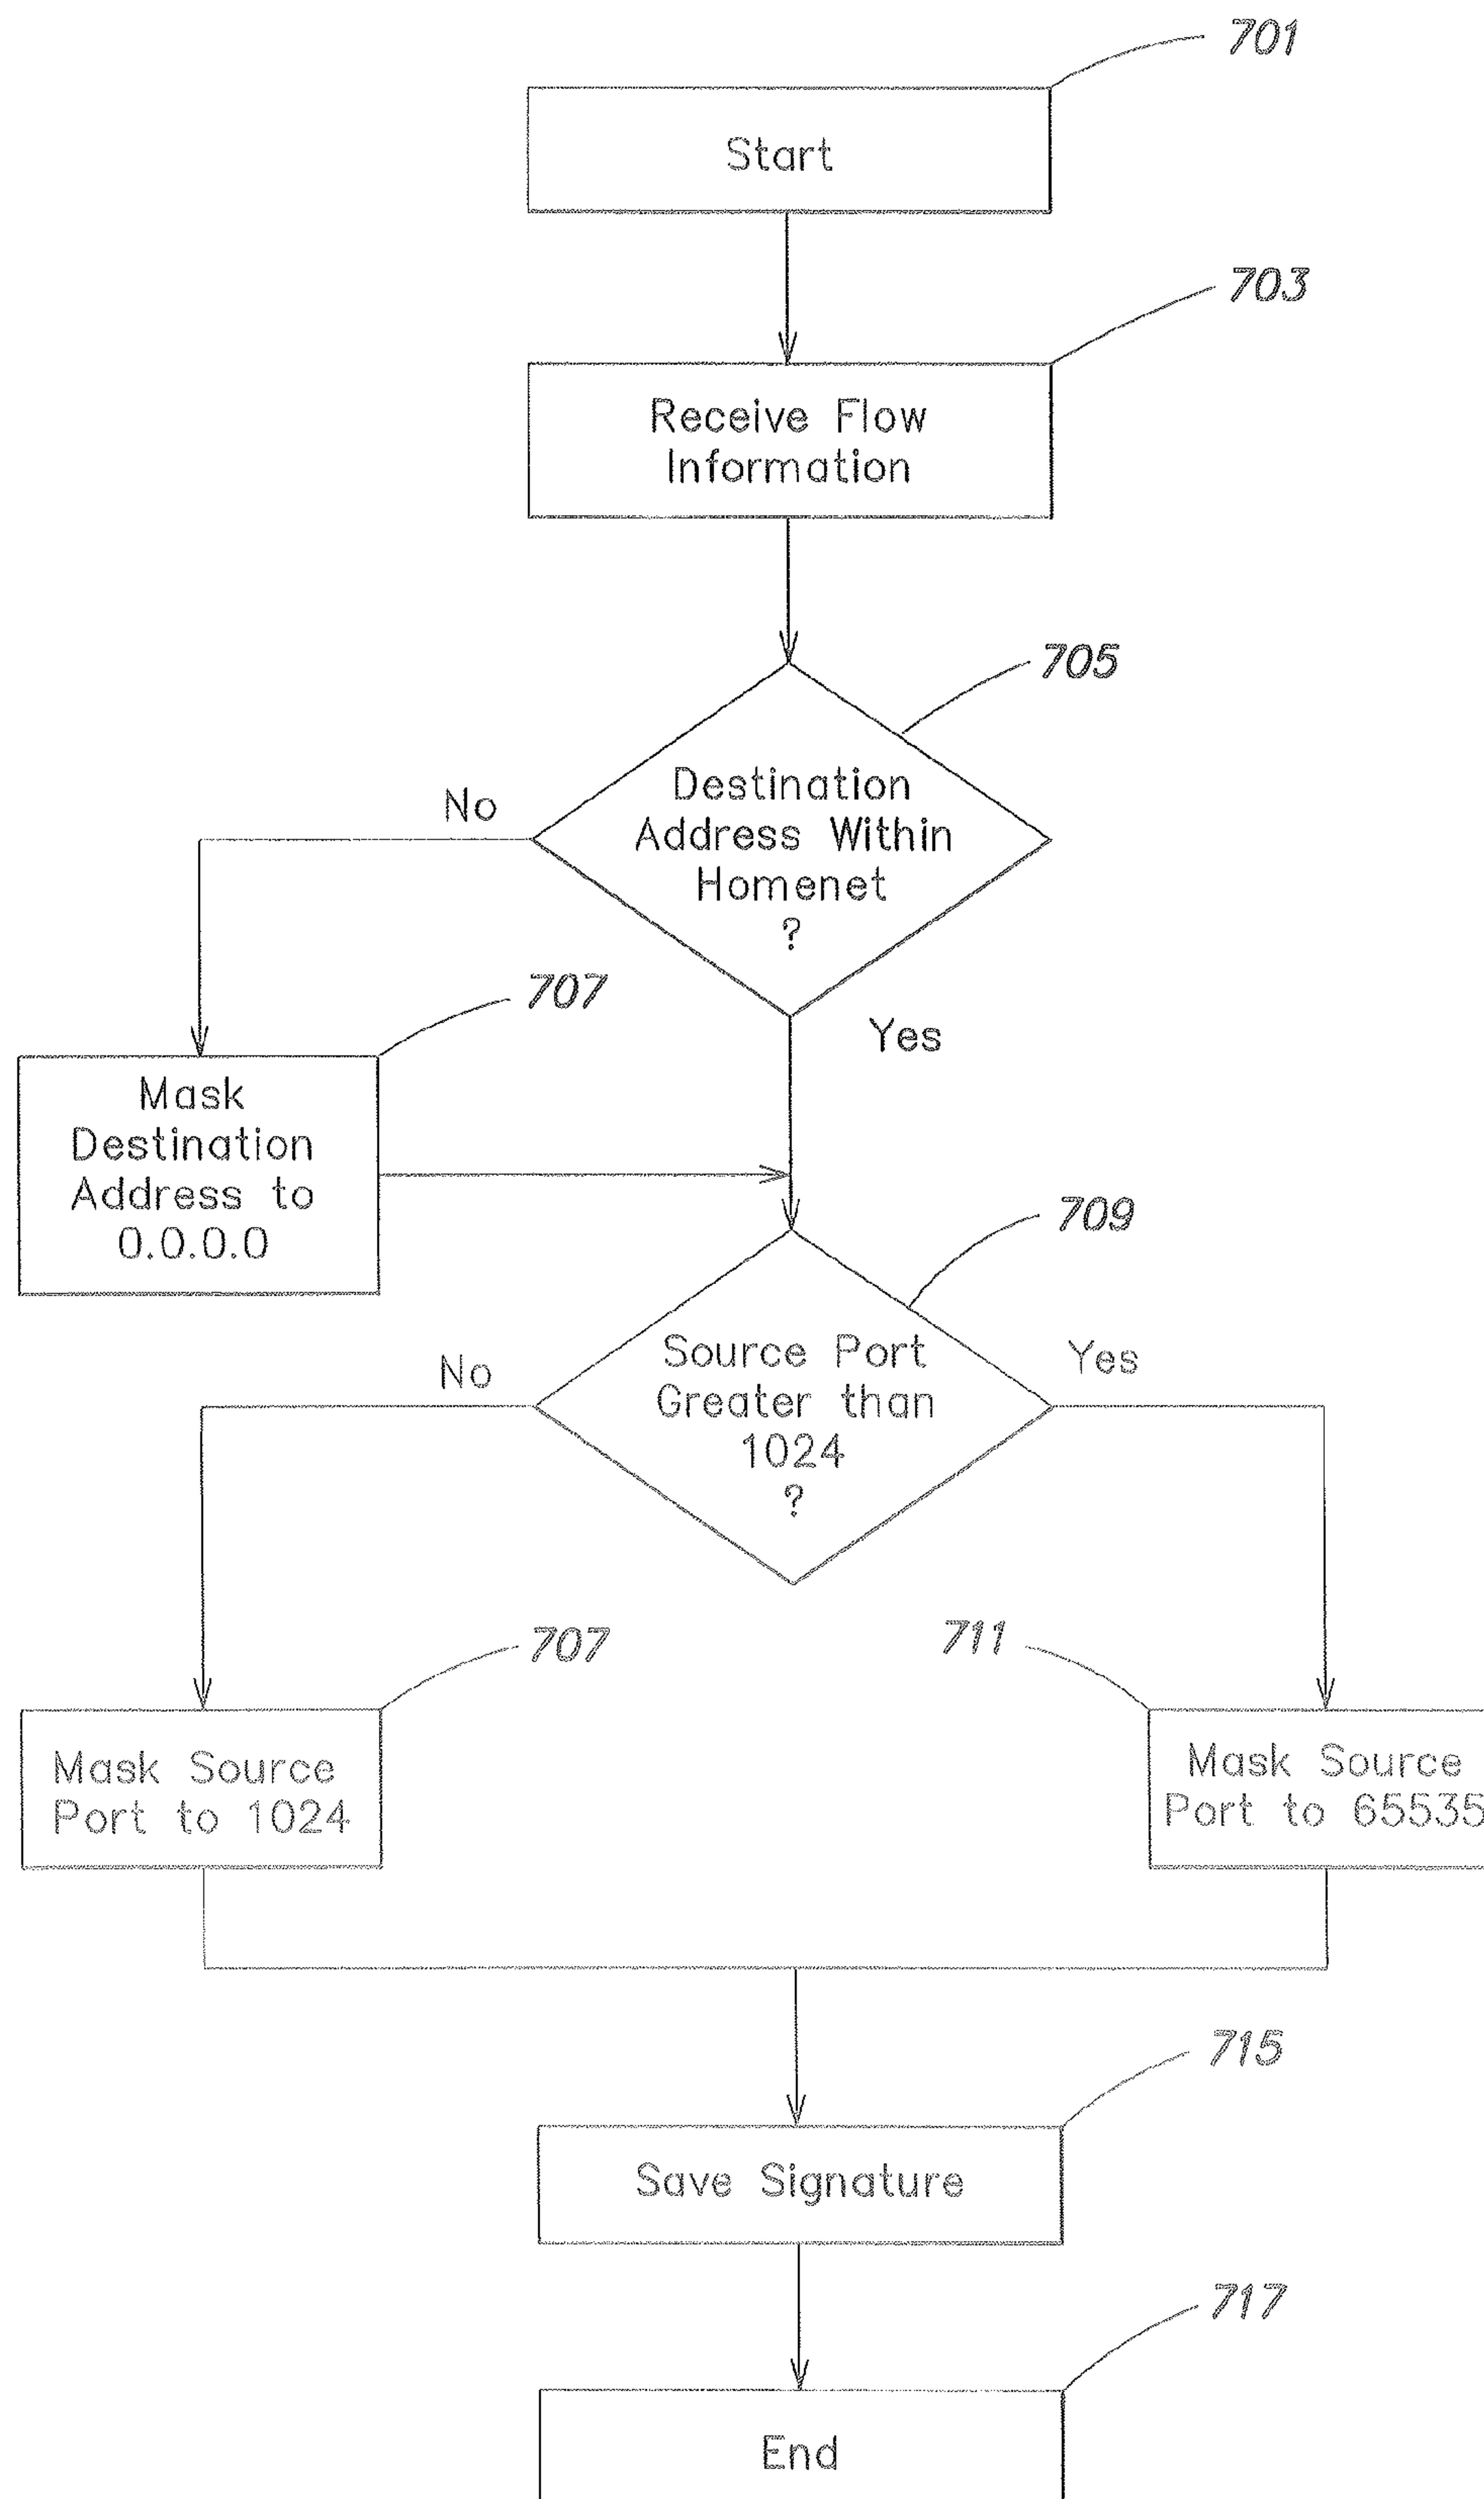 701
Start
703
Receive Flow
Information
705
Destination
Address Within
Homenet
?
No
Yes
707
Mask
Destination
Address to
0.0.0.0
709
Source Port
Greater than
1024
?
No
Yes
707
Mask Source
Port to 1024
711
Mask Source
Port to 65535
715
Save Signature
717
End